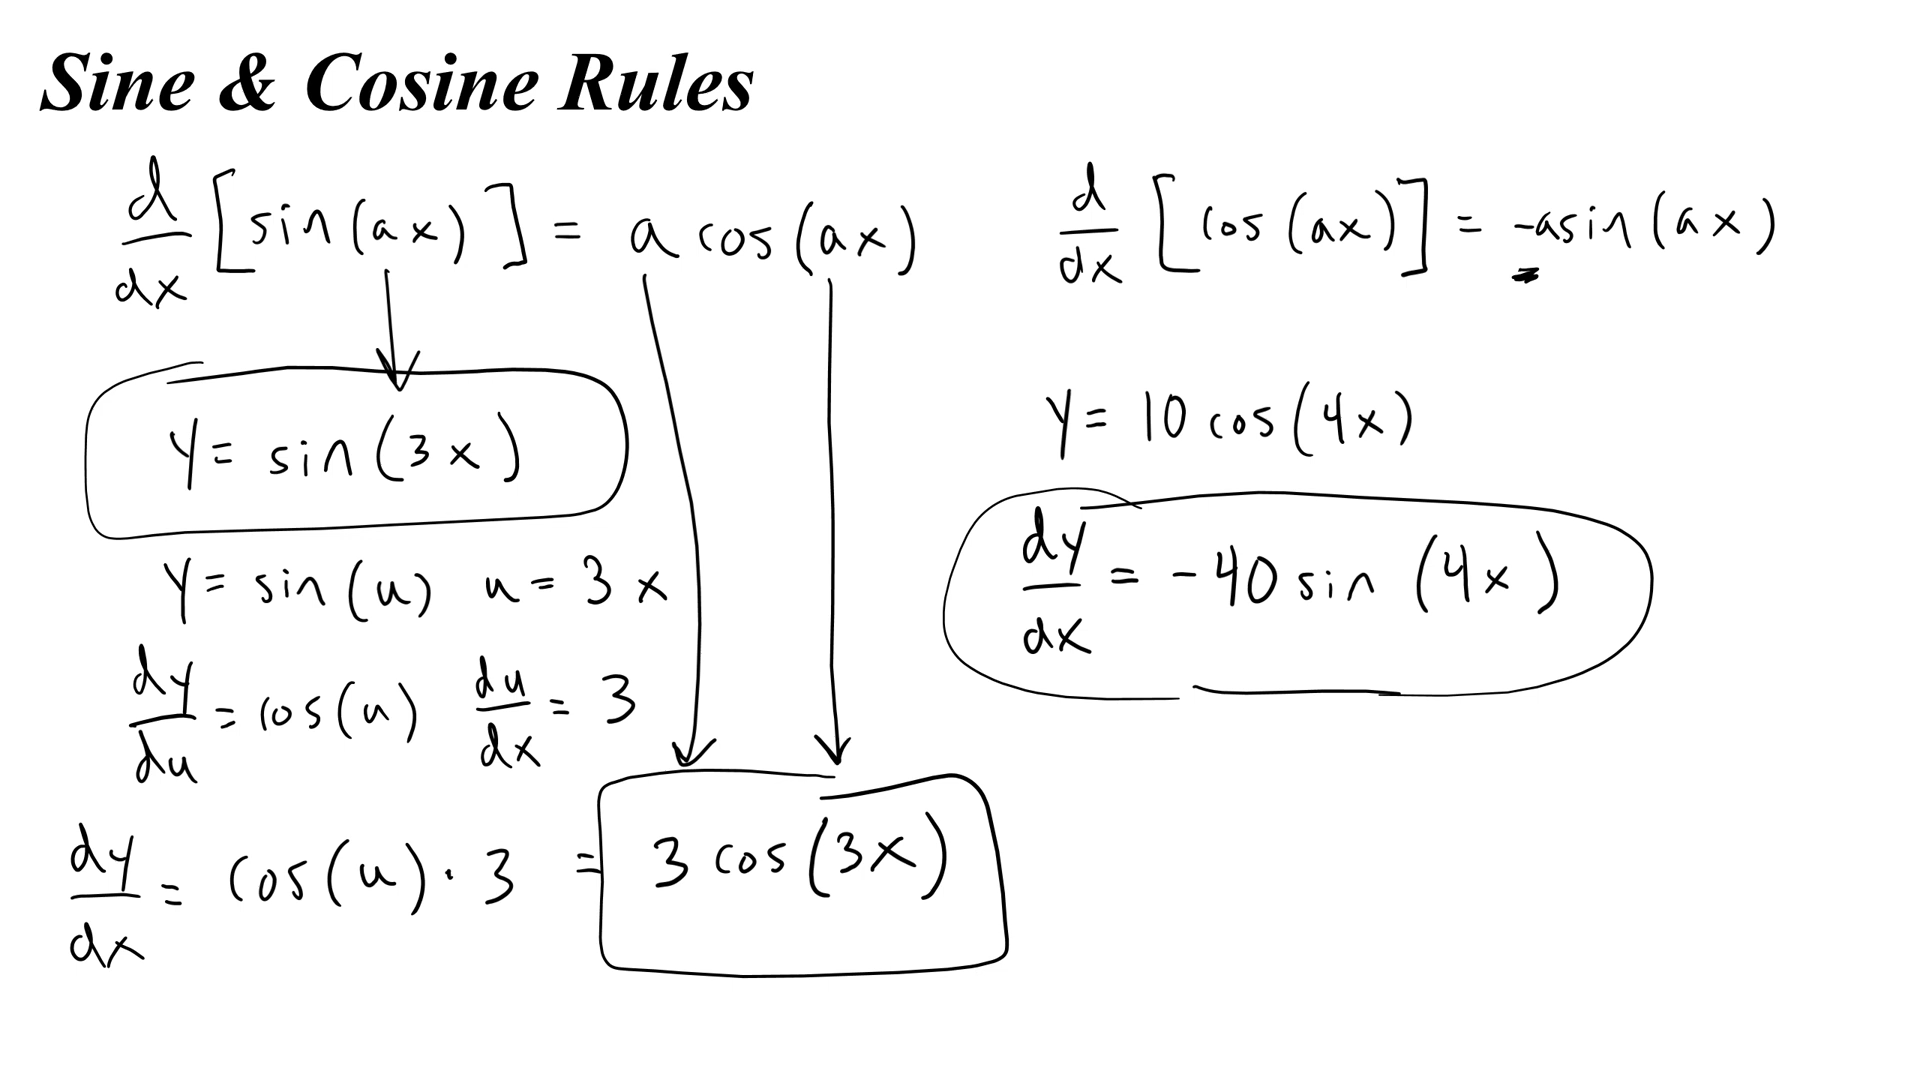 Sine & Cosine Rules
d/dx [sin(ax)] = a cos(ax)
y = sin(3x)
y = sin(u) u = 3x
dy/du = cos(u) du/dx = 3
dy/dx = cos(u) · 3 = 3 cos(3x)
d/dx [cos(ax)] = -a sin(ax)
y = 10 cos(4x)
dy/dx = -40 sin(4x)